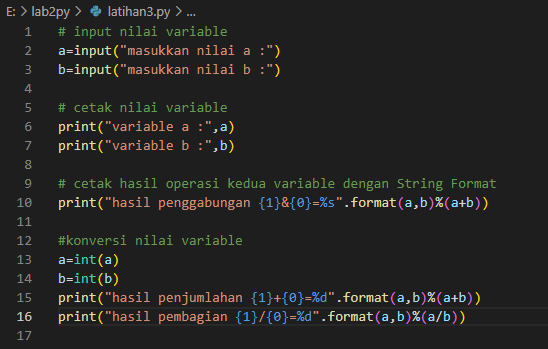 E: > lab2py > latihan3.py > ...
1 # input nilai variable
2 a=input("masukkan nilai a :")
3 b=input("masukkan nilai b :")
4
5 # cetak nilai variable
6 print("variable a :",a)
7 print("variable b :",b)
8
9 # cetak hasil operasi kedua variable dengan String Format
10 print("hasil penggabungan {1}&{0}=%s".format(a,b)%(a+b))
11
12 #konversi nilai variable
13 a=int(a)
14 b=int(b)
15 print("hasil penjumlahan {1}+{0}=%d".format(a,b)%(a+b))
16 print("hasil pembagian {1}/{0}=%d".format(a,b)%(a/b))
17